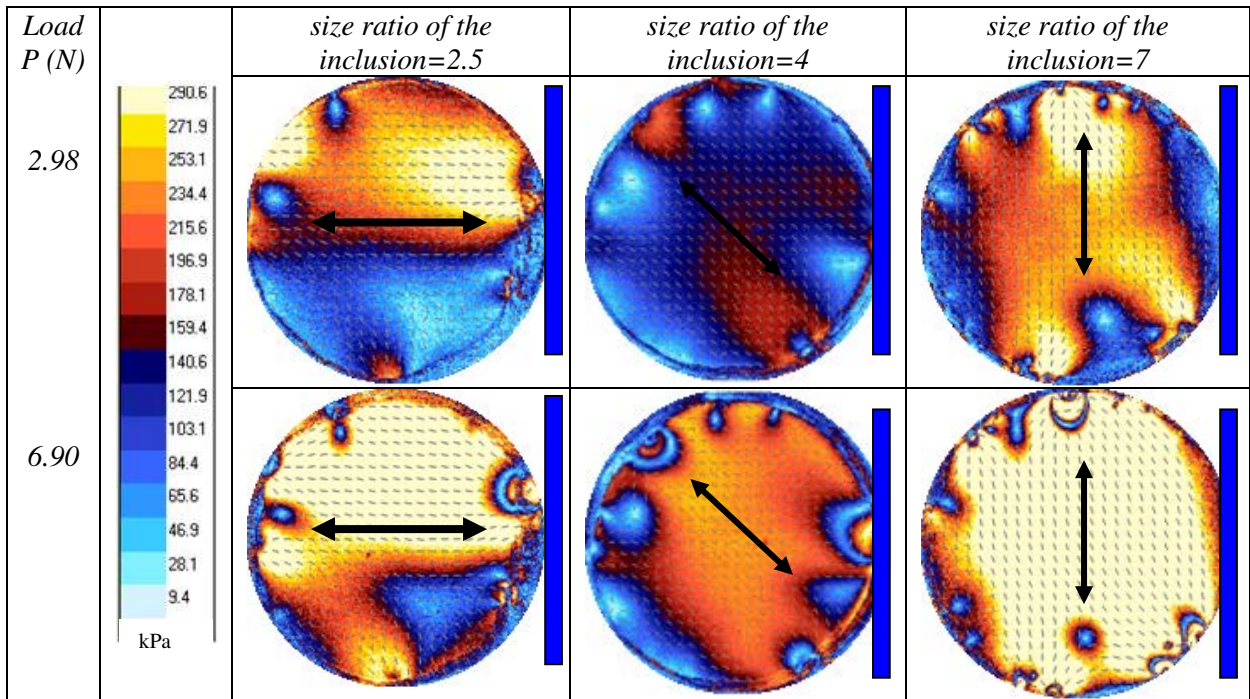 Load
P (N)
size ratio of the
inclusion=2.5
size ratio of the
inclusion=4
size ratio of the
inclusion=7
2.98
290.6
271.9
253.1
234.4
215.6
196.9
178.1
159.4
140.6
121.9
103.1
84.4
65.6
46.9
28.1
9.4
kPa
6.90